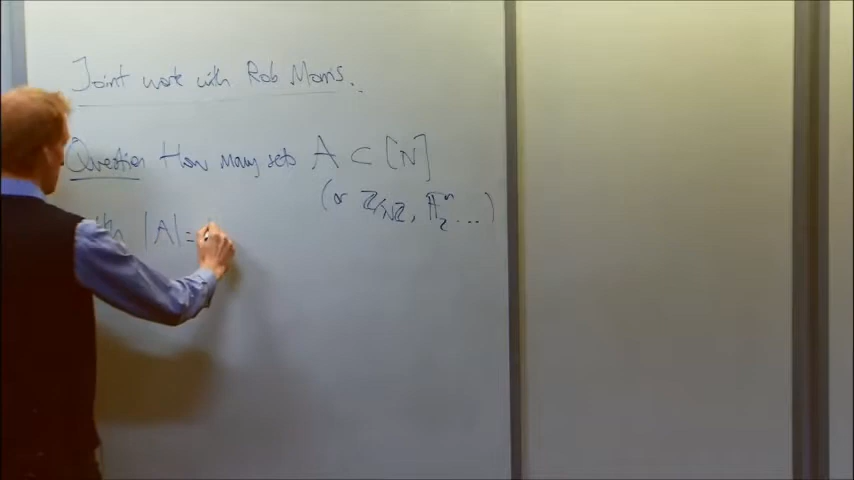 Joint work with Rob Morris.
Question How many sets A ⊂ [N]
(or ℤ/Nℤ, 𝔽₂ⁿ ...)
|A| =